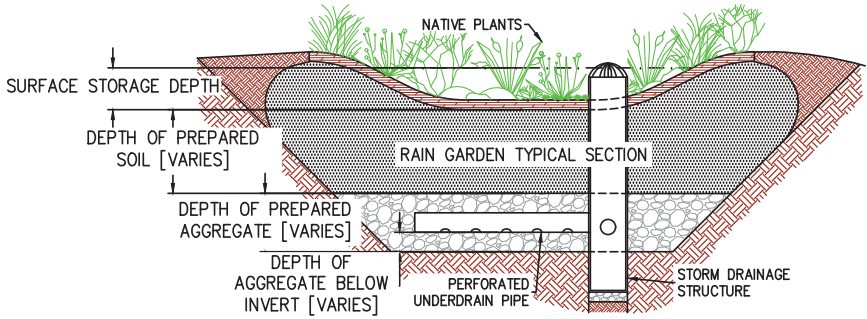 NATIVE PLANTS
SURFACE STORAGE DEPTH
DEPTH OF PREPARED
SOIL [VARIES]
RAIN GARDEN TYPICAL SECTION
DEPTH OF PREPARED
AGGREGATE [VARIES]
DEPTH OF
AGGREGATE BELOW
INVERT [VARIES]
PERFORATED
UNDERDRAIN PIPE
STORM DRAINAGE
STRUCTURE